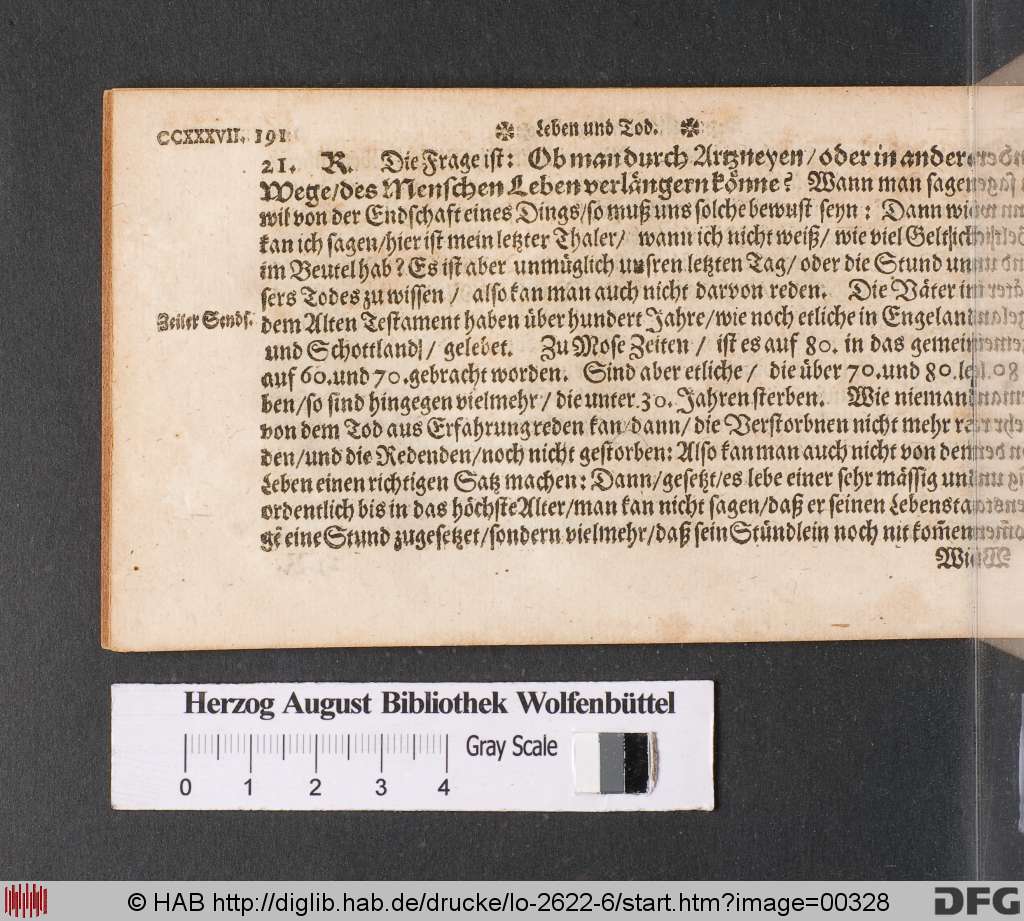 CCXXXVII. 191
✼ Leben und Tod. ✼
21. R. Die Frage ist: Ob man durch Artzneyen/ oder in andere
Wege/ des Menschen Leben verlängern könne? Wann man sagen
wil von der Endschaft eines Dings/ so muß uns solche bewust seyn: Dann wie
kan ich sagen/ hier ist mein letzter Thaler/ wann ich nicht weiß/ wie viel Gelt ich
im Beutel hab? Es ist aber unmüglich unsren letzten Tag/ oder die Stund un-
sers Todes zu wissen/ also kan man auch nicht darvon reden. Die Väter in
Zeiler Sends.
dem Alten Testament haben über hundert Jahre/ wie noch etliche in Engeland
und Schottland/ gelebet. Zu Mose Zeiten/ ist es auf 80. in das gemein
auf 60. und 70. gebracht worden. Sind aber etliche/ die über 70. und 80. le-
ben/ so sind hingegen vielmehr/ die unter 30. Jahren sterben. Wie niemand
von dem Tod aus Erfahrung reden kan/ dann/ die Verstorbnen nicht mehr re-
den/ und die Redenden/ noch nicht gestorben: Also kan man auch nicht von dem
Leben einen richtigen Satz machen: Dann/ gesetzt/ es lebe einer sehr mässig und
ordentlich bis in das höchste Alter/ man kan nicht sagen/ daß er seinen Lebensta-
gē eine Stund zugesetzet/ sondern vielmehr/ daß sein Stündlein noch nit kom̄en
Wie
Herzog August Bibliothek Wolfenbüttel
Gray Scale
0 1 2 3 4
© HAB http://diglib.hab.de/drucke/lo-2622-6/start.htm?image=00328
DFG